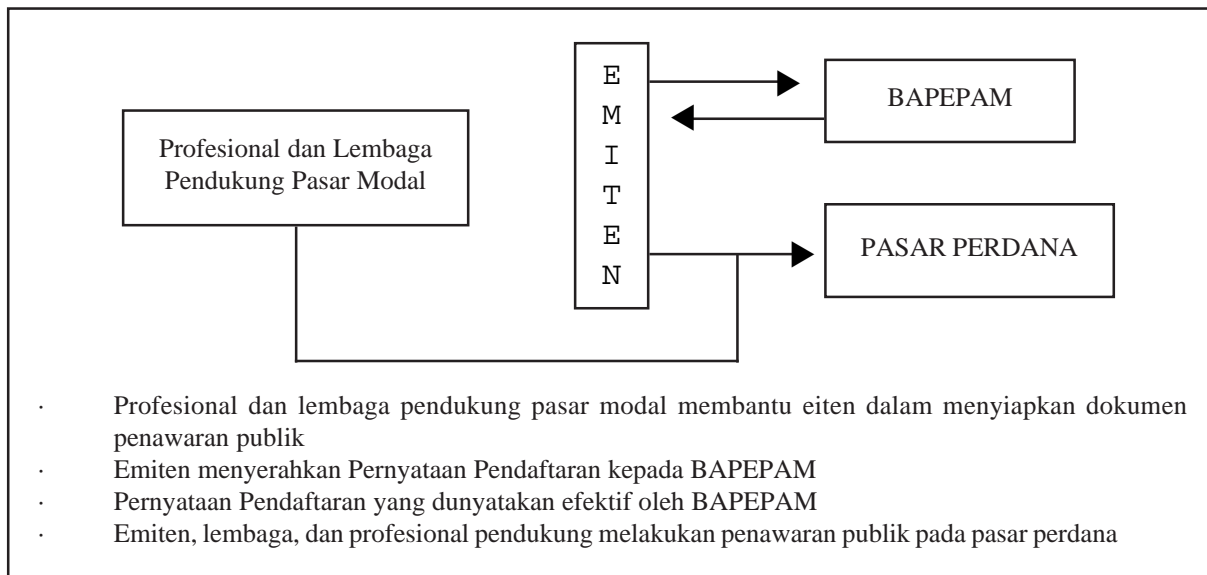 E
M
I
T
E
N
BAPEPAM
Profesional dan Lembaga
Pendukung Pasar Modal
PASAR PERDANA
· Profesional dan lembaga pendukung pasar modal membantu eiten dalam menyiapkan dokumen
penawaran publik
· Emiten menyerahkan Pernyataan Pendaftaran kepada BAPEPAM
· Pernyataan Pendaftaran yang dunyatakan efektif oleh BAPEPAM
· Emiten, lembaga, dan profesional pendukung melakukan penawaran publik pada pasar perdana